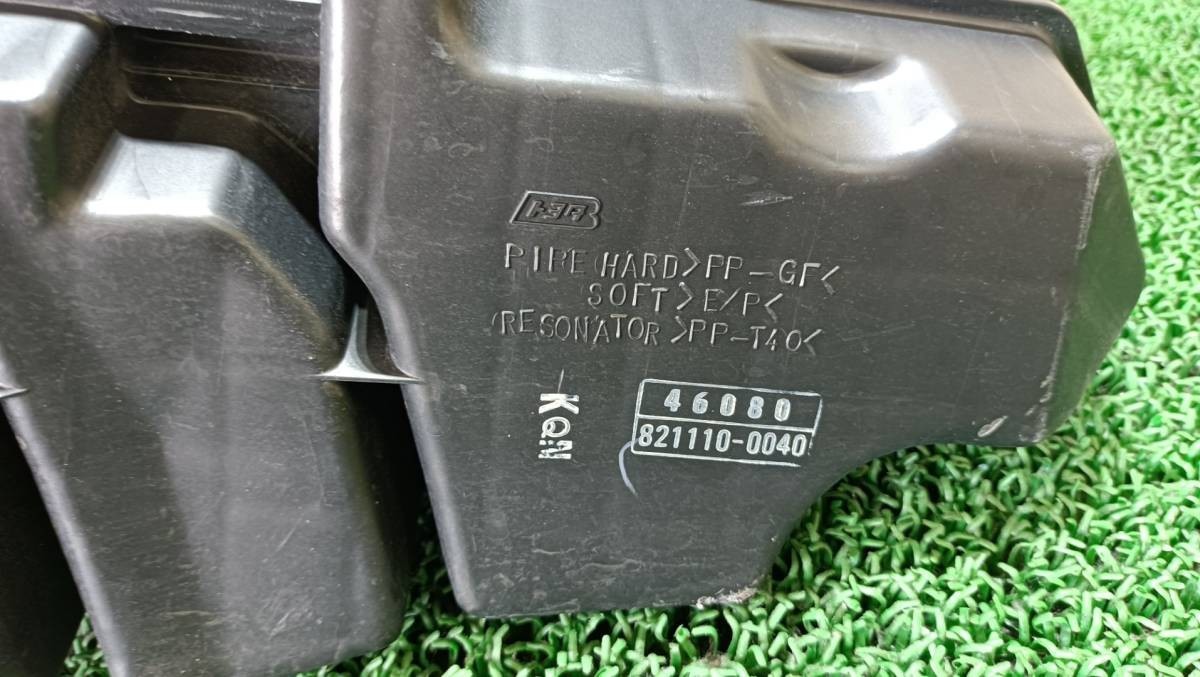 PIPE (HARD>PP-GF<
(SOFT>E/P<
(RESONATOR>PP-T40<
46080
821110-0040